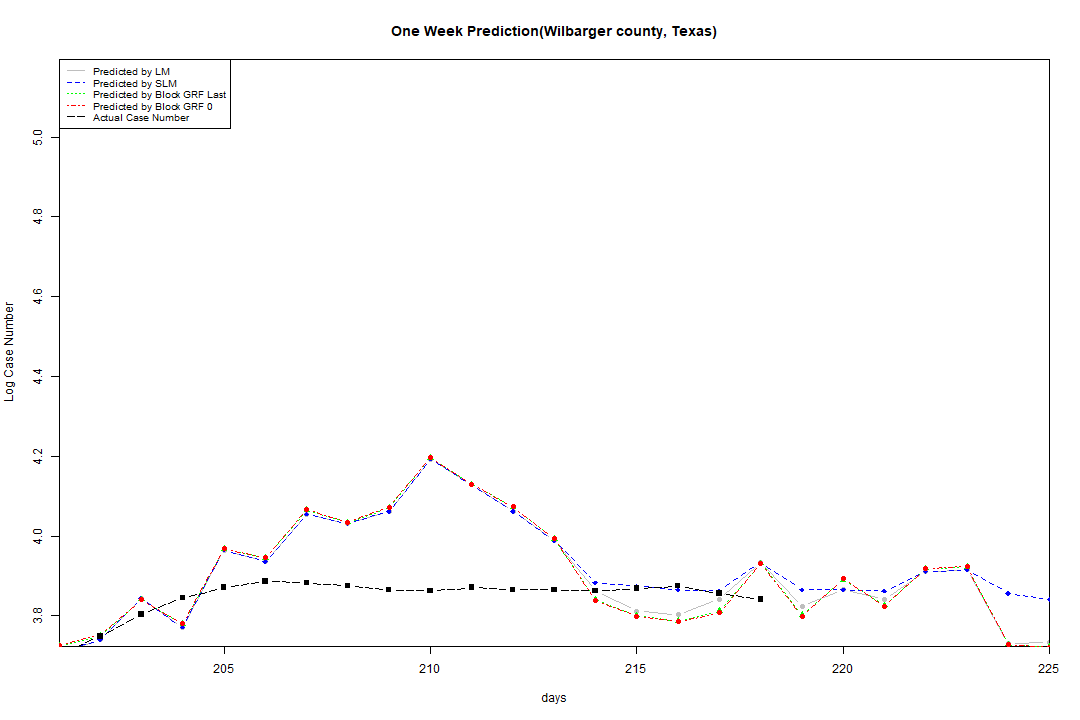 One Week Prediction(Wilbarger county, Texas)
Predicted by LM
Predicted by SLM
Predicted by Block GRF Last
Predicted by Block GRF 0
Actual Case Number
5.0
4.8
4.6
4.4
4.2
4.0
3.8
Log Case Number
205 210 215 220 225
days